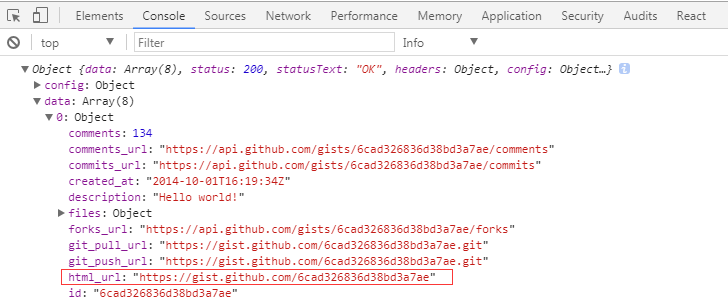 Elements Console Sources Network Performance Memory Application Security Audits React
top Filter Info
Object {data: Array(8), status: 200, statusText: "OK", headers: Object, config: Object…}
config: Object
data: Array(8)
0: Object
comments: 134
comments_url: "https://api.github.com/gists/6cad326836d38bd3a7ae/comments"
commits_url: "https://api.github.com/gists/6cad326836d38bd3a7ae/commits"
created_at: "2014-10-01T16:19:34Z"
description: "Hello world!"
files: Object
forks_url: "https://api.github.com/gists/6cad326836d38bd3a7ae/forks"
git_pull_url: "https://gist.github.com/6cad326836d38bd3a7ae.git"
git_push_url: "https://gist.github.com/6cad326836d38bd3a7ae.git"
html_url: "https://gist.github.com/6cad326836d38bd3a7ae"
id: "6cad326836d38bd3a7ae"